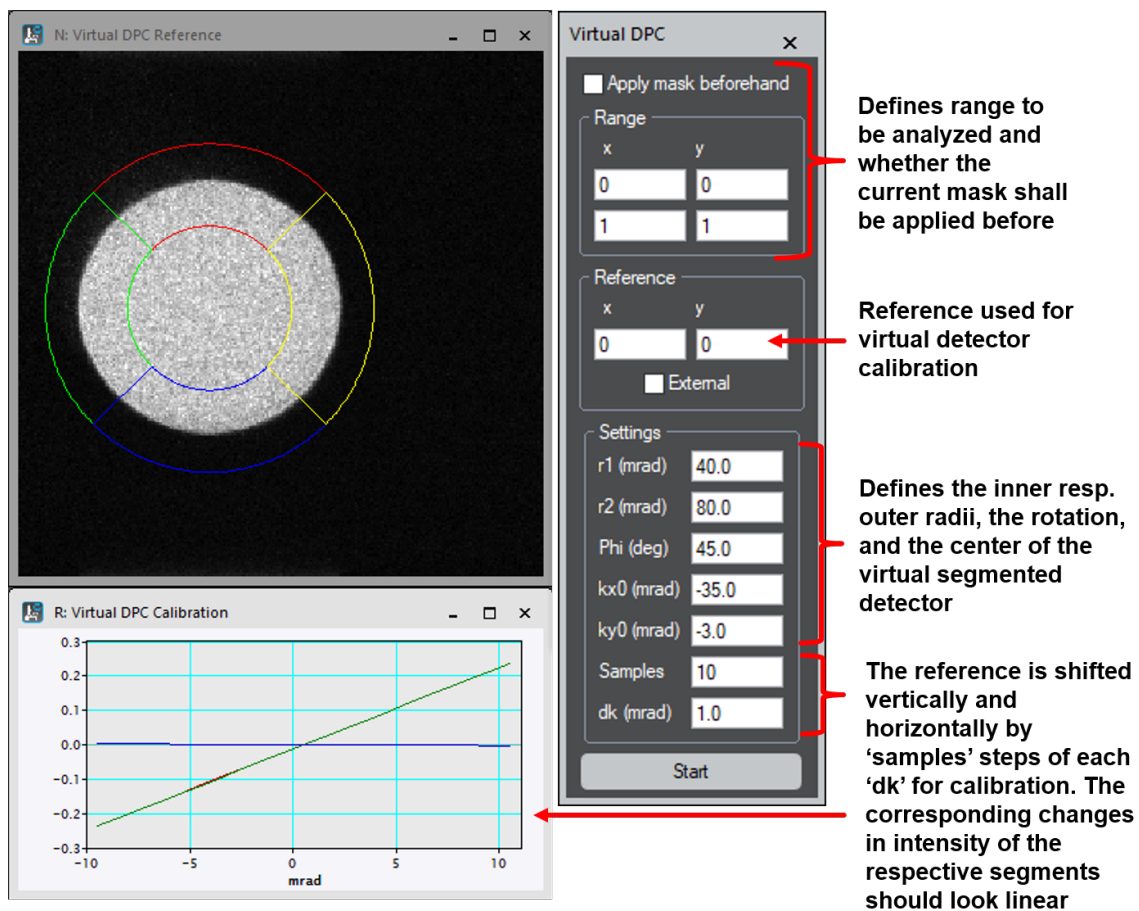 N: Virtual DPC Reference
Virtual DPC
Apply mask beforehand
Range
x y
0 0
1 1
Reference
x y
0 0
External
Settings
r1 (mrad) 40.0
r2 (mrad) 80.0
Phi (deg) 45.0
kx0 (mrad) -35.0
ky0 (mrad) -3.0
Samples 10
dk (mrad) 1.0
Start
Defines range to
be analyzed and
whether the
current mask shall
be applied before
Reference used for
virtual detector
calibration
Defines the inner resp.
outer radii, the rotation,
and the center of the
virtual segmented
detector
The reference is shifted
vertically and
horizontally by
‘samples’ steps of each
‘dk’ for calibration. The
corresponding changes
in intensity of the
respective segments
should look linear
R: Virtual DPC Calibration
0.3
0.2
0.1
0.0
-0.1
-0.2
-0.3
-10 -5 0 5 10
mrad